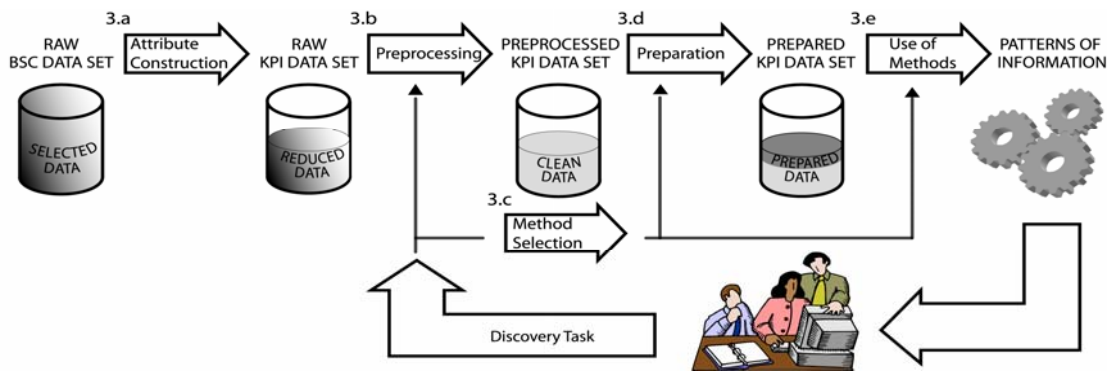 3.a
3.b
3.d
3.e
RAW
BSC DATA SET
Attribute
Construction
RAW
KPI DATA SET
Preprocessing
PREPROCESSED
KPI DATA SET
Preparation
PREPARED
KPI DATA SET
Use of
Methods
PATTERNS OF
INFORMATION
SELECTED
DATA
REDUCED
DATA
CLEAN
DATA
PREPARED
DATA
3.c
Method
Selection
Discovery Task